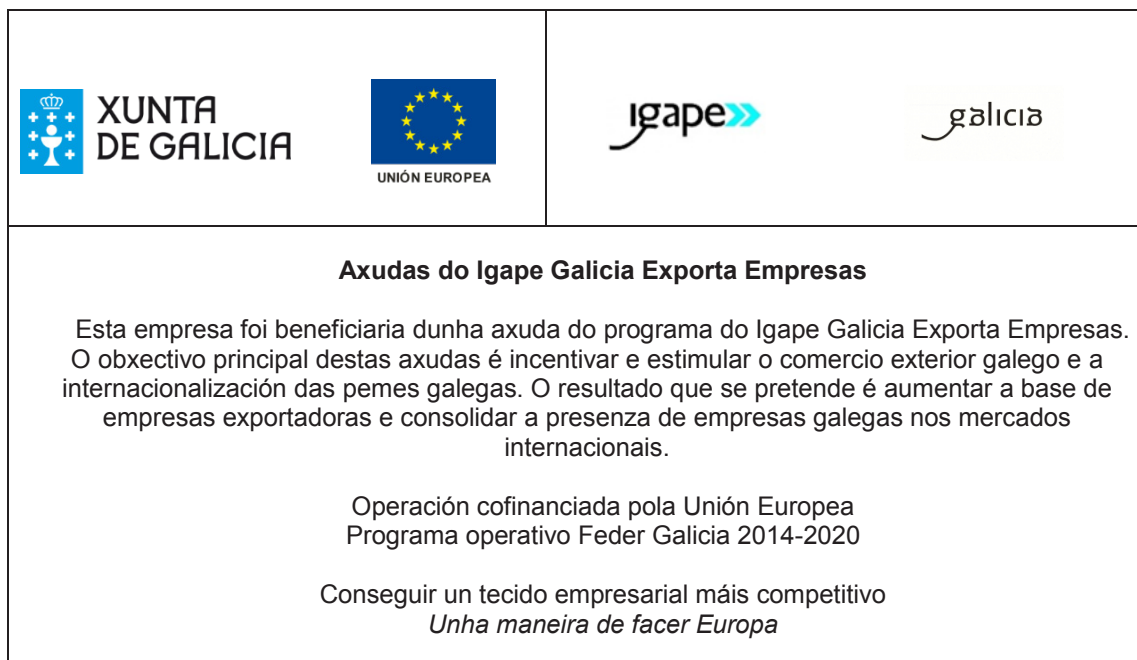 XUNTA
DE GALICIA
UNIÓN EUROPEA
igape
galicia
Axudas do Igape Galicia Exporta Empresas
Esta empresa foi beneficiaria dunha axuda do programa do Igape Galicia Exporta Empresas.
O obxectivo principal destas axudas é incentivar e estimular o comercio exterior galego e a
internacionalización das pemes galegas. O resultado que se pretende é aumentar a base de
empresas exportadoras e consolidar a presenza de empresas galegas nos mercados
internacionais.
Operación cofinanciada pola Unión Europea
Programa operativo Feder Galicia 2014-2020
Conseguir un tecido empresarial máis competitivo
Unha maneira de facer Europa